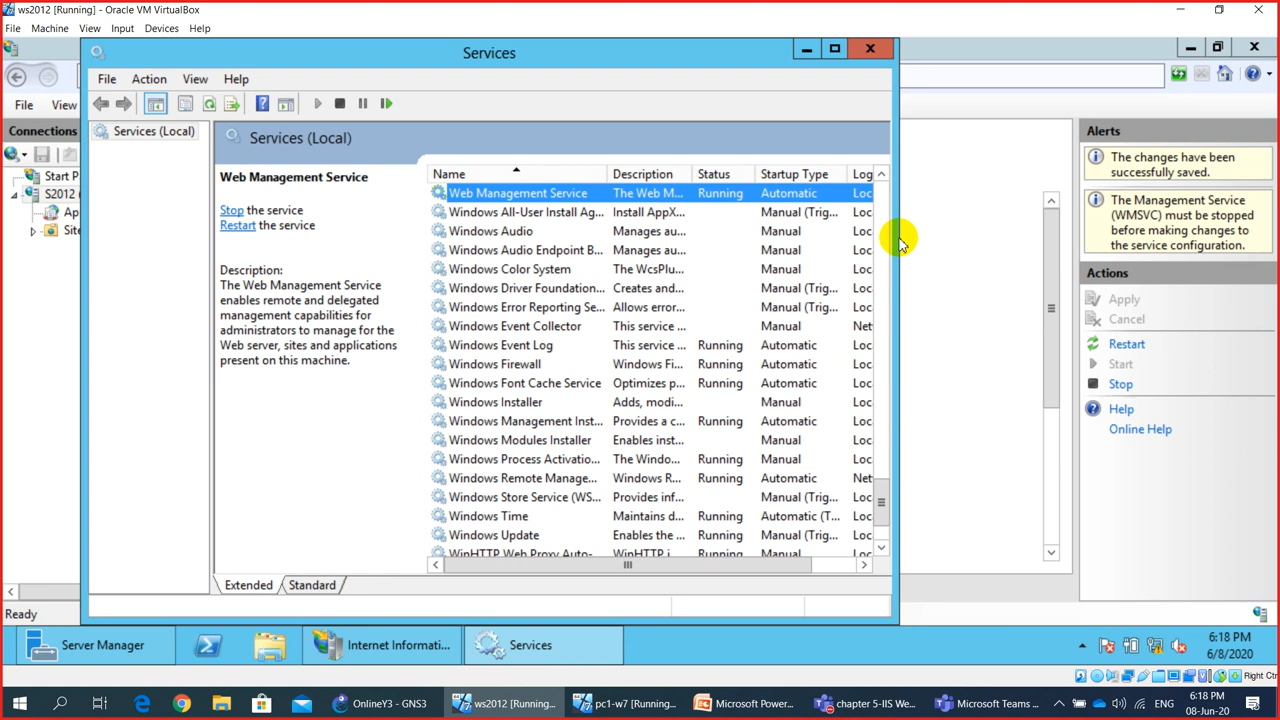 ws2012 [Running] - Oracle VM VirtualBox
File Machine View Input Devices Help
Services
File Action View Help
File View
Connections
Start P
S2012 (
Ap
Site
Services (Local)
Services (Local)
Web Management Service
Stop the service
Restart the service
Description:
The Web Management Service
enables remote and delegated
management capabilities for
administrators to manage for the
Web server, sites and applications
present on this machine.
Name Description Status Startup Type Log
Web Management Service The Web M... Running Automatic Loc
Windows All-User Install Ag... Install AppX... Manual (Trig... Loc
Windows Audio Manages au... Manual Loc
Windows Audio Endpoint B... Manages au... Manual Loc
Windows Color System The WcsPlu... Manual Loc
Windows Driver Foundation... Creates and... Manual (Trig... Loc
Windows Error Reporting Se... Allows error... Manual (Trig... Loc
Windows Event Collector This service ... Manual Net
Windows Event Log This service ... Running Automatic Loc
Windows Firewall Windows Fi... Running Automatic Loc
Windows Font Cache Service Optimizes p... Running Automatic Loc
Windows Installer Adds, modi... Manual Loc
Windows Management Inst... Provides a c... Running Automatic Loc
Windows Modules Installer Enables inst... Manual Loc
Windows Process Activatio... The Windo... Running Manual Loc
Windows Remote Manage... Windows R... Running Automatic Net
Windows Store Service (WS... Provides inf... Manual (Trig... Loc
Windows Time Maintains d... Running Automatic (T... Loc
Windows Update Enables the ... Running Manual (Trig... Loc
WinHTTP Web Proxy Auto- WinHTTP i Running Manual Loc
Extended Standard
Alerts
The changes have been
successfully saved.
The Management Service
(WMSVC) must be stopped
before making changes to
the service configuration.
Actions
Apply
Cancel
Restart
Start
Stop
Help
Online Help
Ready
Server Manager Internet Informati... Services
6:18 PM
6/8/2020
Right Ctr
OnlineY3 - GNS3 ws2012 [Running... pc1-w7 [Running... Microsoft Power... chapter 5-IIS We... Microsoft Teams ... ENG
6:18 PM
08-Jun-20